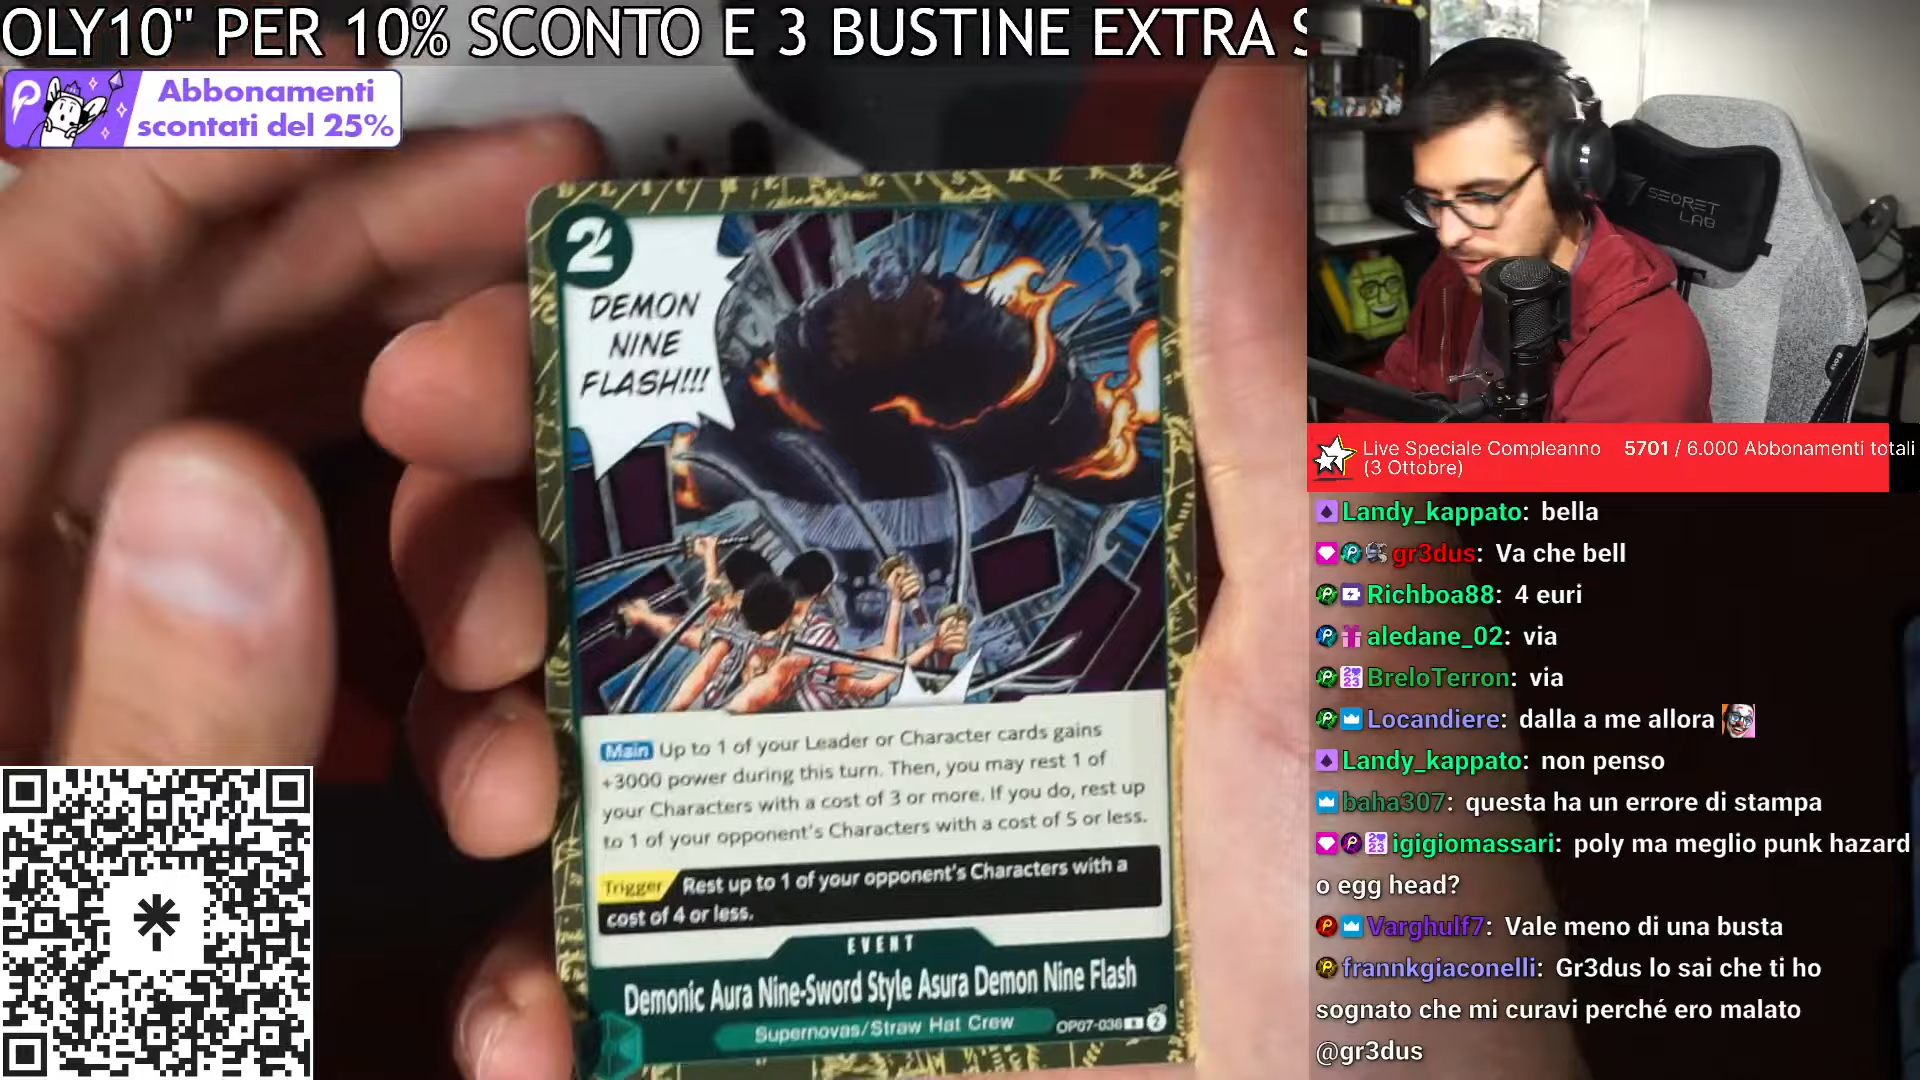 OLY10" PER 10% SCONTO E 3 BUSTINE EXTRA S
Abbonamenti
scontati del 25%
2
DEMON
NINE
FLASH!!!
Main Up to 1 of your Leader or Character cards gains
+3000 power during this turn. Then, you may rest 1 of
your Characters with a cost of 3 or more. If you do, rest up
to 1 of your opponent's Characters with a cost of 5 or less.
Trigger Rest up to 1 of your opponent's Characters with a
cost of 4 or less.
EVENT
Demonic Aura Nine-Sword Style Asura Demon Nine Flash
Supernovas/Straw Hat Crew
OP07-036 R 2
SECRET
LAB
Live Speciale Compleanno
(3 Ottobre)
5701 / 6.000 Abbonamenti totali
Landy_kappato: bella
gr3dus: Va che bell
Richboa88: 4 euri
aledane_02: via
BreloTerron: via
Locandiere: dalla a me allora
Landy_kappato: non penso
baha307: questa ha un errore di stampa
igigiomassari: poly ma meglio punk hazard
o egg head?
Varghulf7: Vale meno di una busta
frannkgiaconelli: Gr3dus lo sai che ti ho
sognato che mi curavi perché ero malato
@gr3dus